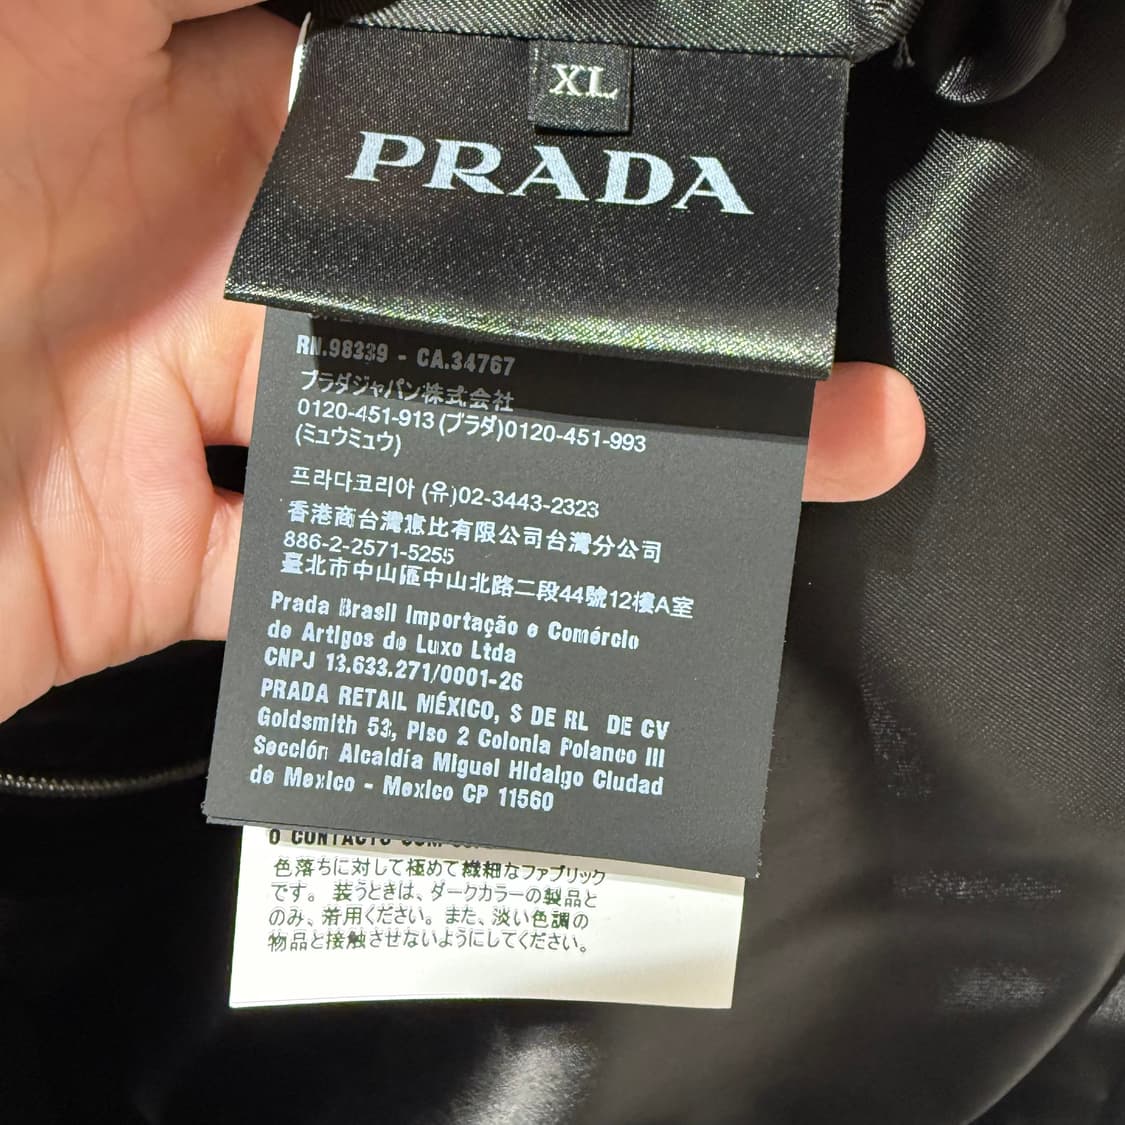 XL
PRADA
RN.98339 - CA.34767
プラダジャパン株式会社
0120-451-913 (プラダ)0120-451-993
(ミュウミュウ)
프라다코리아 (유)02-3443-2323
香港商台灣惠比有限公司台灣分公司
886-2-2571-5255
臺北市中山區中山北路二段44號12樓A室
Prada Brasil Importação e Comércio
de Artigos de Luxo Ltda
CNPJ 13.633.271/0001-26
PRADA RETAIL MÉXICO, S DE RL DE CV
Goldsmith 53, Piso 2 Colonia Polanco III
Sección Alcaldía Miguel Hidalgo Ciudad
de Mexico - Mexico CP 11560
O CONTACTO
色落ちに対して極めて繊細なファブリック
です。 装うときは、ダークカラーの製品と
のみ、着用ください。また、淡い色調の
物品と接触させないようにしてください。